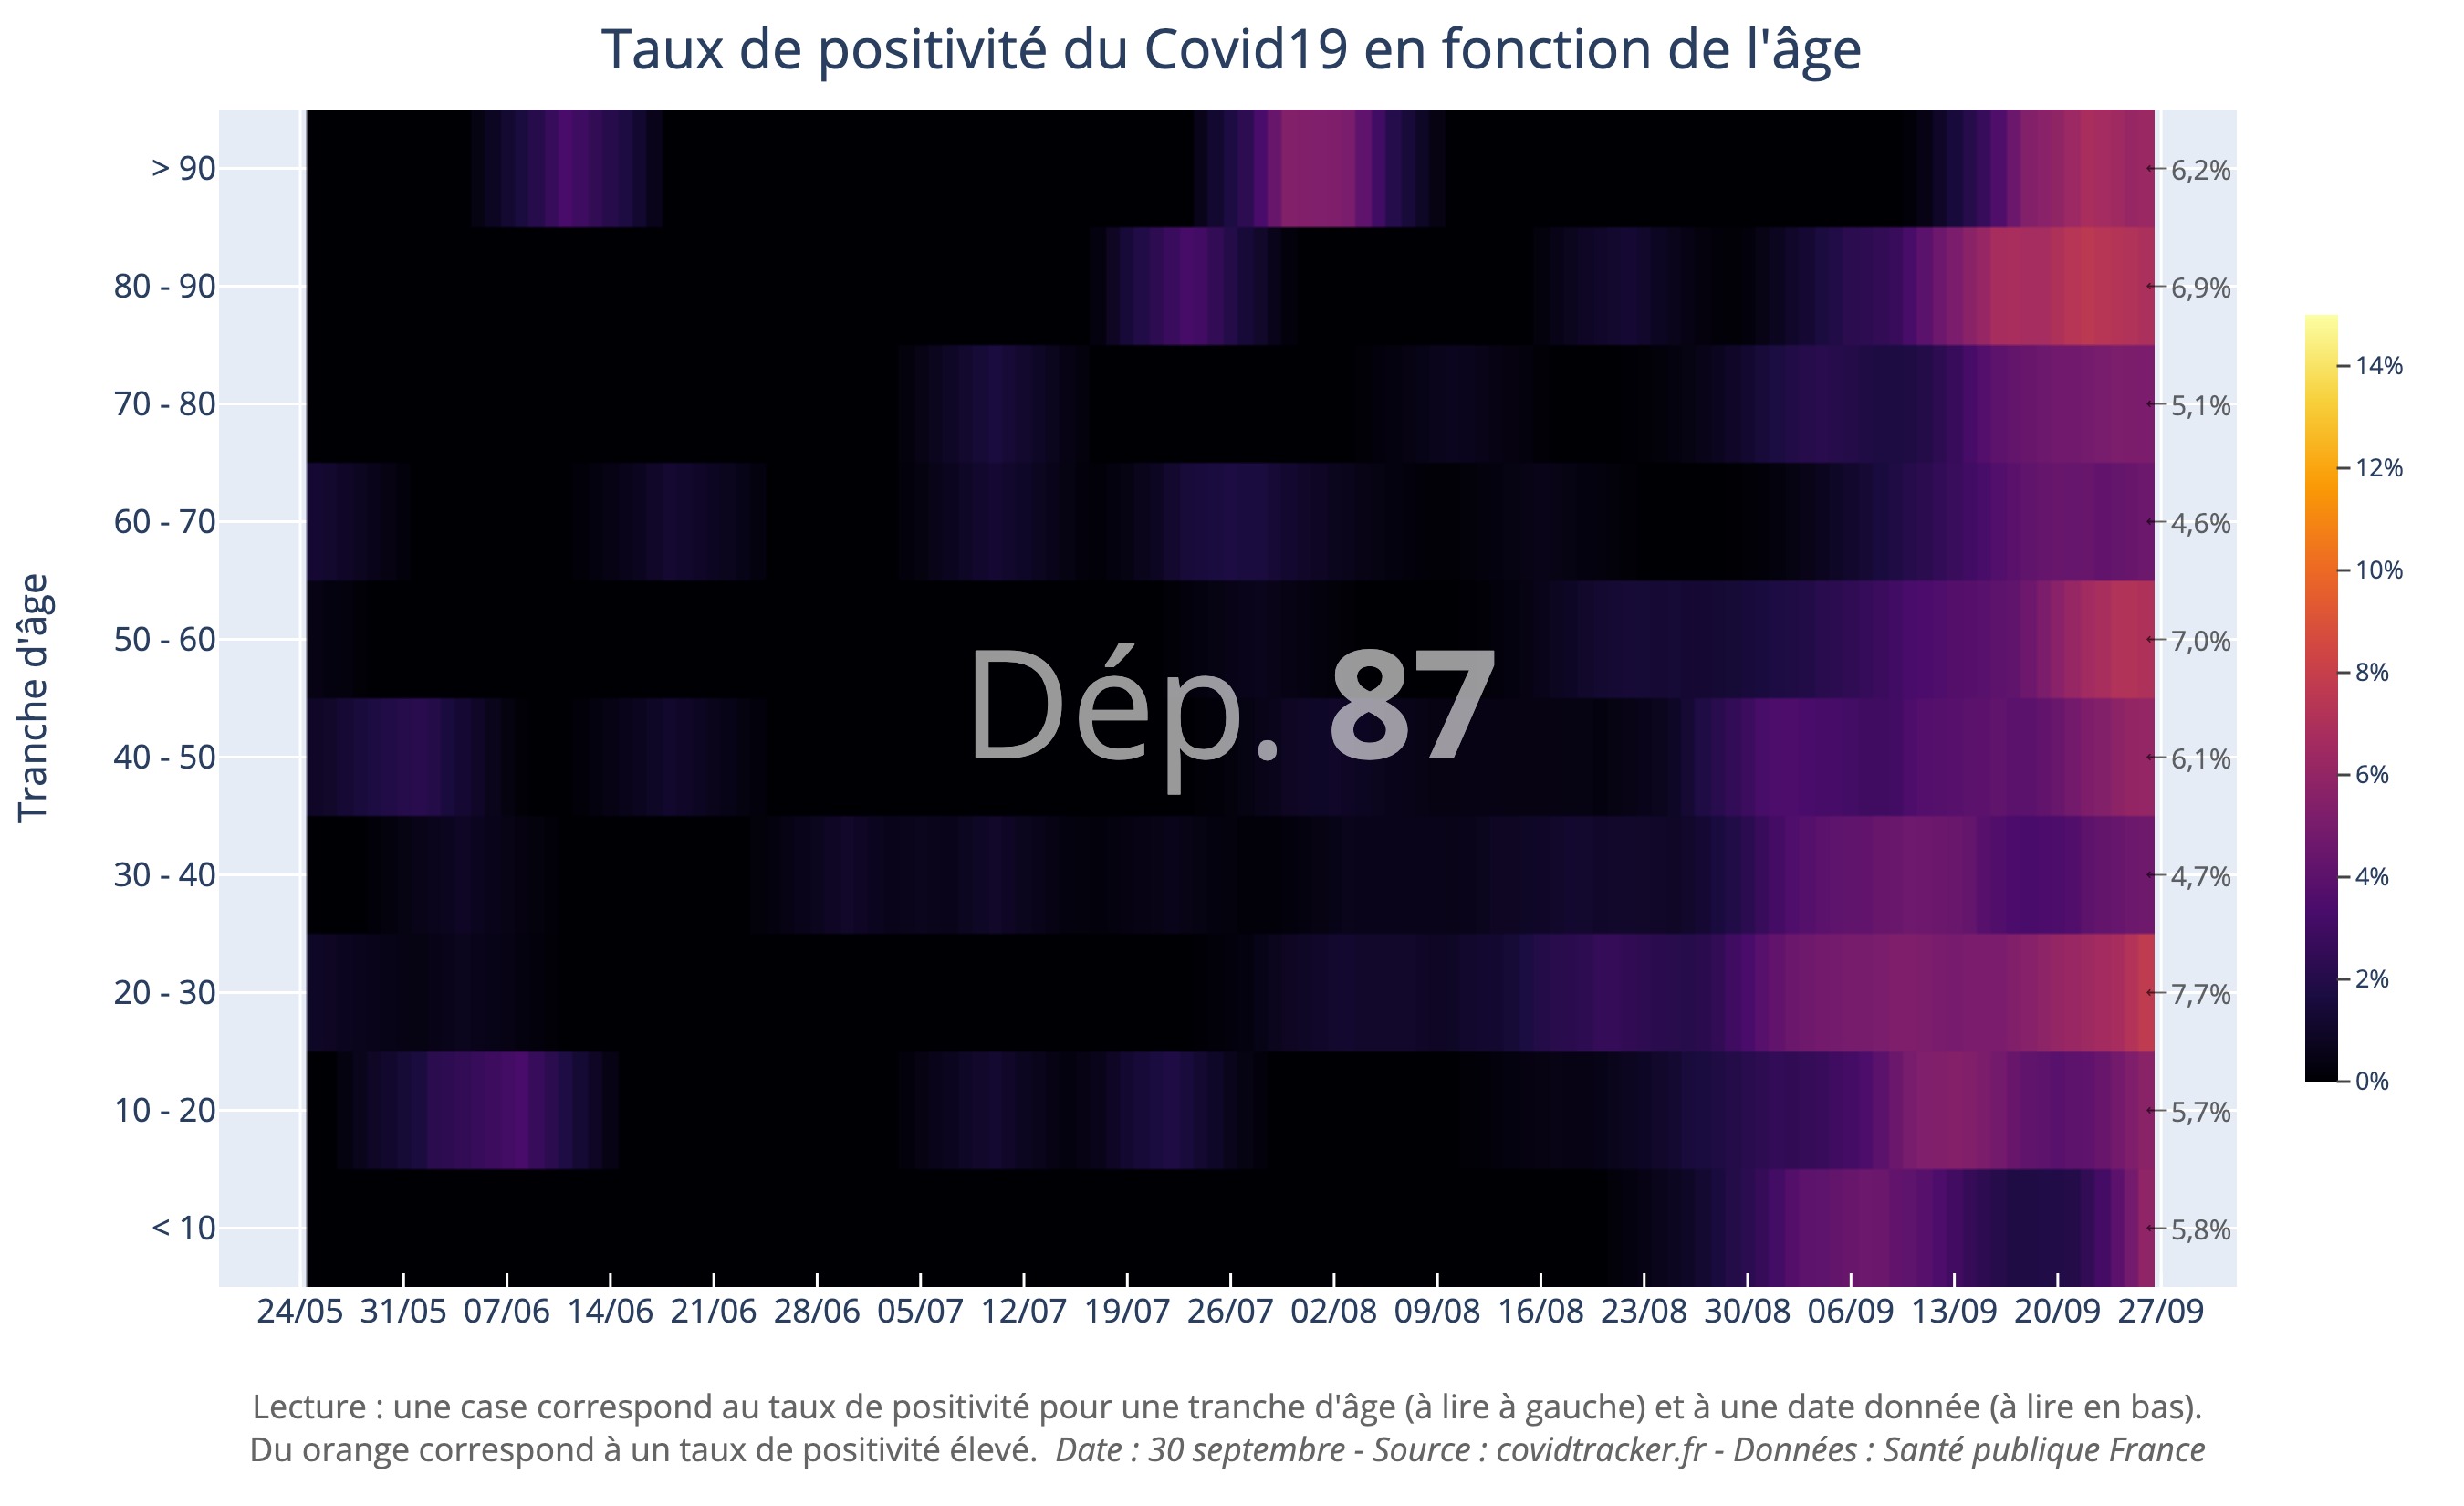 Taux de positivité du Covid19 en fonction de l'âge
Tranche d'âge
> 90
80 - 90
70 - 80
60 - 70
50 - 60
40 - 50
30 - 40
20 - 30
10 - 20
< 10
Dép. 87
6,2%
6,9%
5,1%
4,6%
7,0%
6,1%
4,7%
7,7%
5,7%
5,8%
14%
12%
10%
8%
6%
4%
2%
0%
24/05 31/05 07/06 14/06 21/06 28/06 05/07 12/07 19/07 26/07 02/08 09/08 16/08 23/08 30/08 06/09 13/09 20/09 27/09
Lecture : une case correspond au taux de positivité pour une tranche d'âge (à lire à gauche) et à une date donnée (à lire en bas).
Du orange correspond à un taux de positivité élevé. Date : 30 septembre - Source : covidtracker.fr - Données : Santé publique France